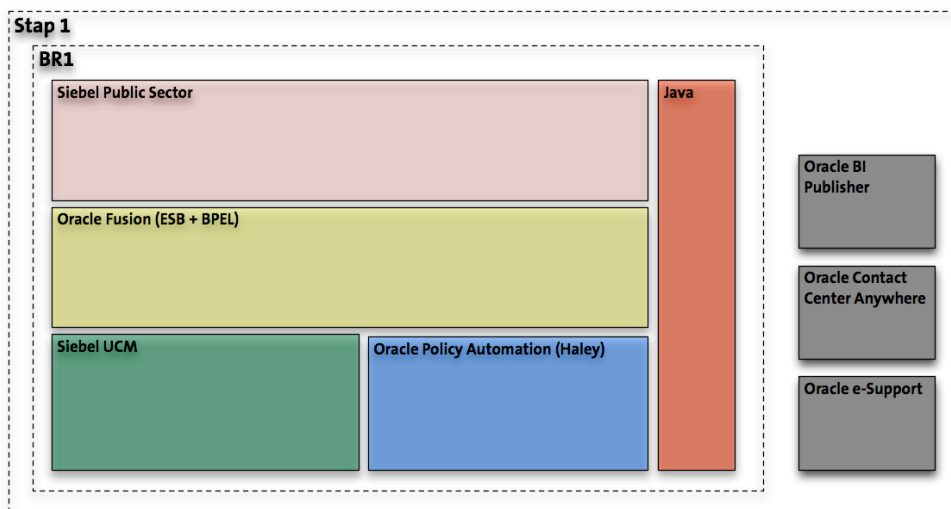 Stap 1
BR1
Siebel Public Sector
Java
Oracle Fusion (ESB + BPEL)
Siebel UCM
Oracle Policy Automation (Haley)
Oracle BI
Publisher
Oracle Contact
Center Anywhere
Oracle e-Support